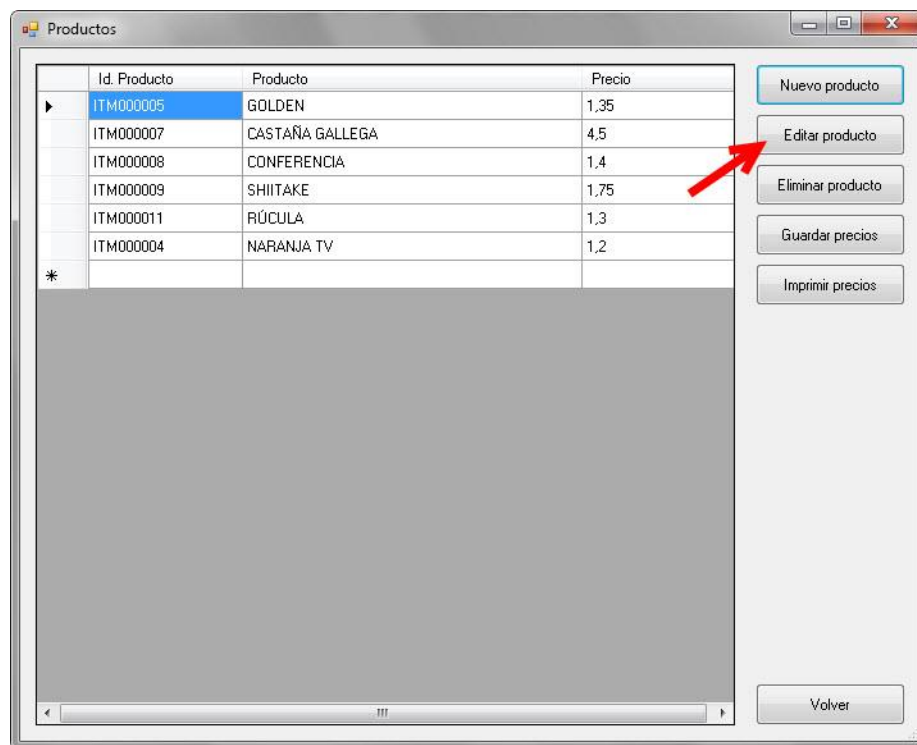 Productos
Id. Producto Producto Precio
ITM000005 GOLDEN 1,35
ITM000007 CASTAÑA GALLEGA 4,5
ITM000008 CONFERENCIA 1,4
ITM000009 SHIITAKE 1,75
ITM000011 RÚCULA 1,3
ITM000004 NARANJA TV 1,2
Nuevo producto
Editar producto
Eliminar producto
Guardar precios
Imprimir precios
Volver